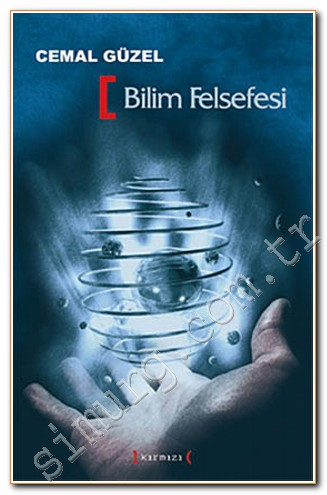 CEMAL GÜZEL
[ Bilim Felsefesi
simurg.com.tr
] kırmızı (